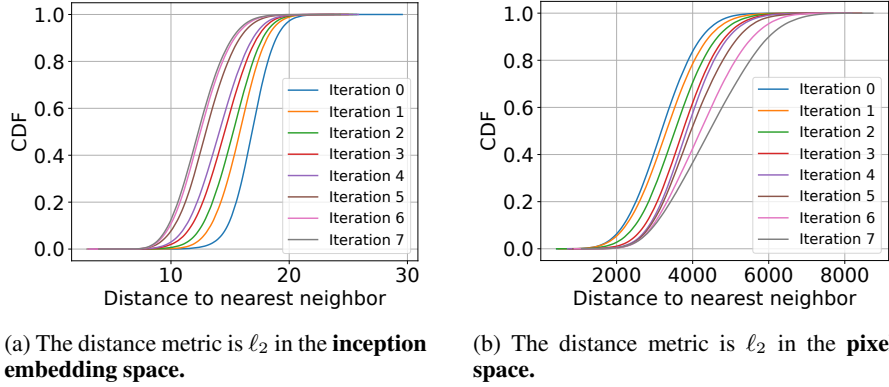 1.0
0.8
0.6
0.4
0.2
0.0
CDF
Iteration 0
Iteration 1
Iteration 2
Iteration 3
Iteration 4
Iteration 5
Iteration 6
Iteration 7
10 20 30
Distance to nearest neighbor
(a) The distance metric is ℓ2 in the inception
embedding space.
1.0
0.8
0.6
0.4
0.2
0.0
CDF
Iteration 0
Iteration 1
Iteration 2
Iteration 3
Iteration 4
Iteration 5
Iteration 6
Iteration 7
2000 4000 6000 8000
Distance to nearest neighbor
(b) The distance metric is ℓ2 in the pixe
space.